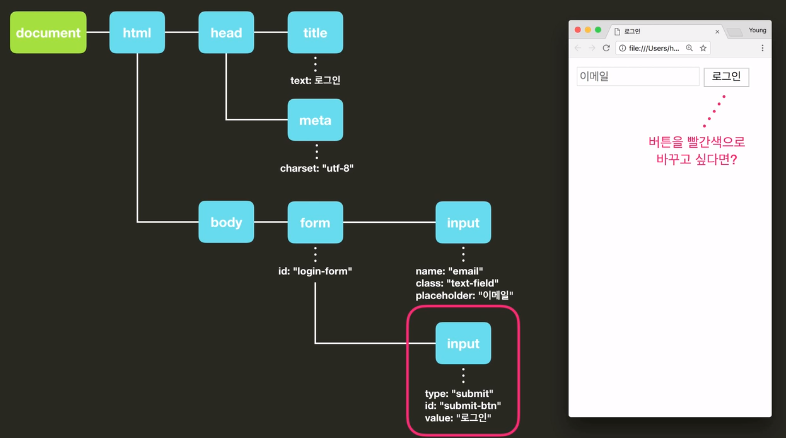 document
html
head
title
text: 로그인
meta
charset: "utf-8"
body
form
id: "login-form"
input
name: "email"
class: "text-field"
placeholder: "이메일"
input
type: "submit"
id: "submit-btn"
value: "로그인"
로그인
Young
file:///Users/h...
이메일
로그인
버튼을 빨간색으로
바꾸고 싶다면?